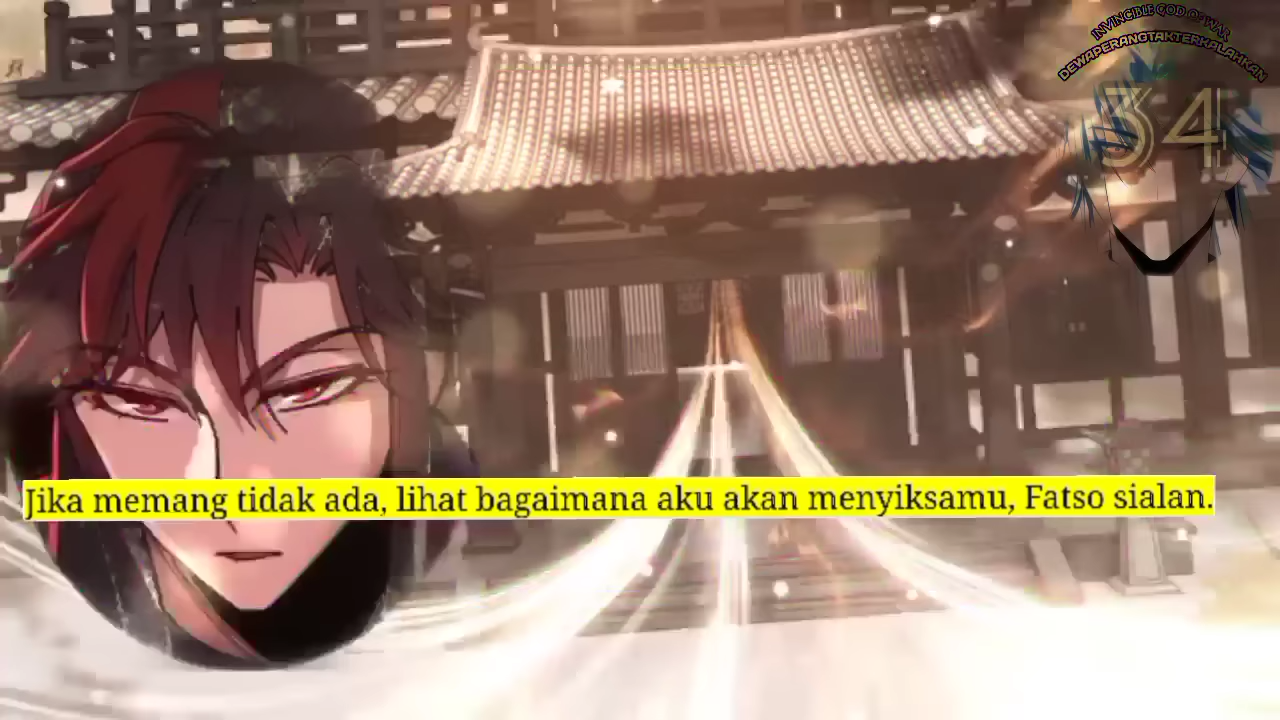 INVINCIBLE GOD OF WAR
DEWAPERANGTAKTERKALAHKAN
34
Jika memang tidak ada, lihat bagaimana aku akan menyiksamu, Fatso sialan.